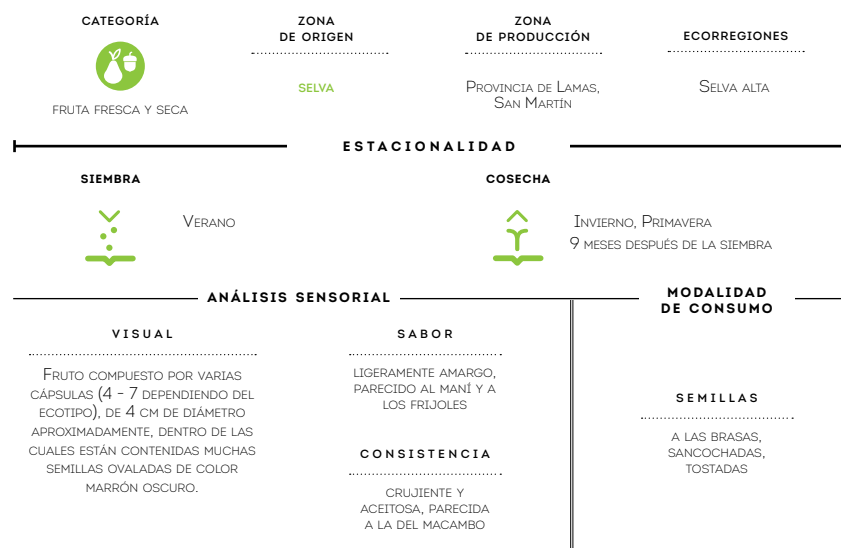 CATEGORÍA
FRUTA FRESCA Y SECA
ZONA
DE ORIGEN
SELVA
ZONA
DE PRODUCCIÓN
PROVINCIA DE LAMAS,
SAN MARTÍN
ECORREGIONES
SELVA ALTA
ESTACIONALIDAD
SIEMBRA
VERANO
COSECHA
INVIERNO, PRIMAVERA
9 MESES DESPUÉS DE LA SIEMBRA
ANÁLISIS SENSORIAL
VISUAL
FRUTO COMPUESTO POR VARIAS
CÁPSULAS (4 - 7 DEPENDIENDO DEL
ECOTIPO), DE 4 CM DE DIÁMETRO
APROXIMADAMENTE, DENTRO DE LAS
CUALES ESTÁN CONTENIDAS MUCHAS
SEMILLAS OVALADAS DE COLOR
MARRÓN OSCURO.
SABOR
LIGERAMENTE AMARGO,
PARECIDO AL MANÍ Y A
LOS FRIJOLES
CONSISTENCIA
CRUJIENTE Y
ACEITOSA, PARECIDA
A LA DEL MACAMBO
MODALIDAD
DE CONSUMO
SEMILLAS
A LAS BRASAS,
SANCOCHADAS,
TOSTADAS